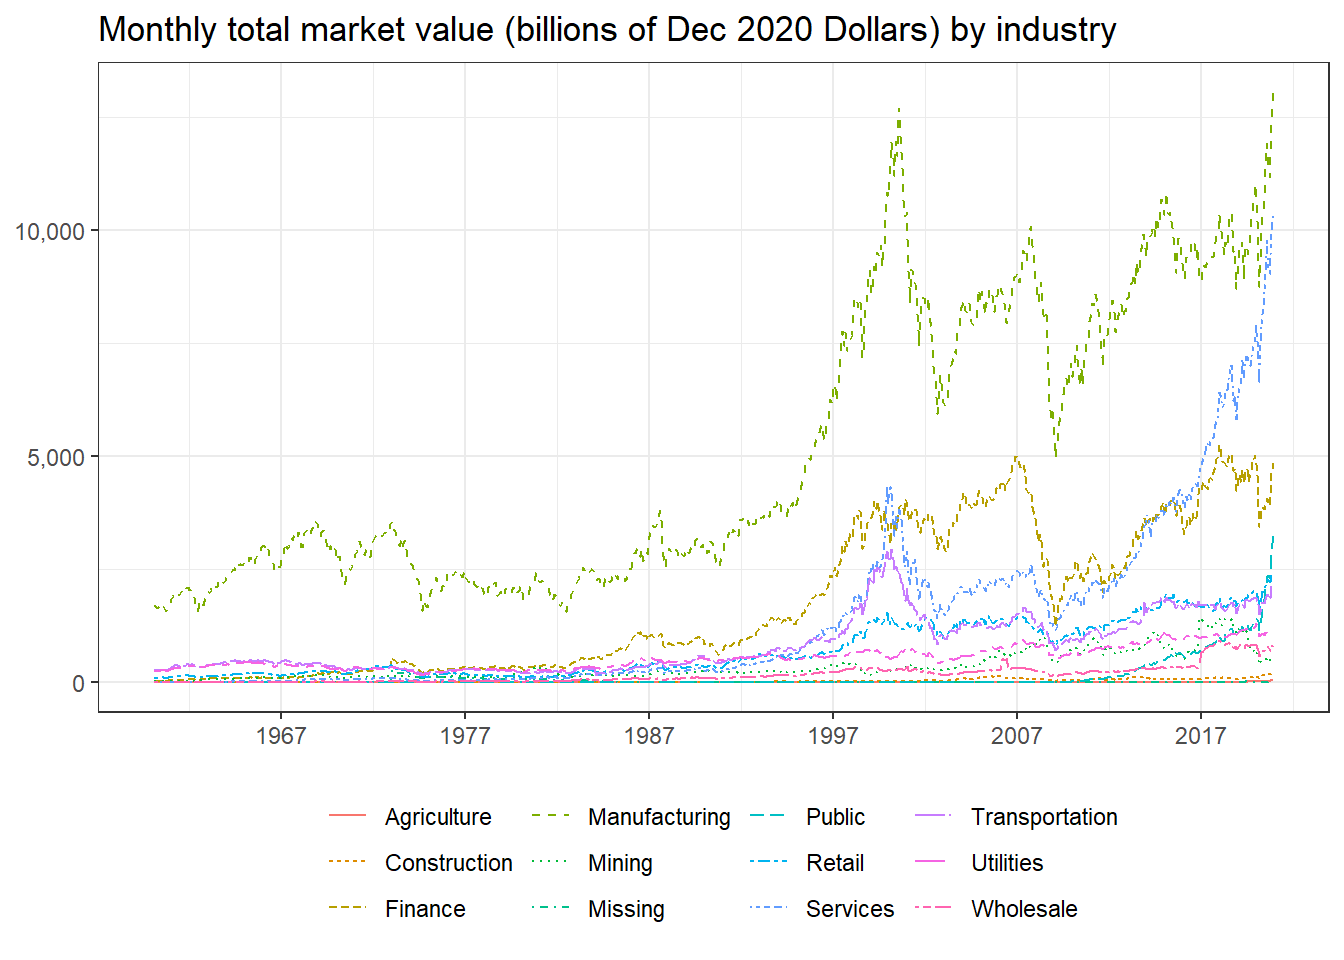 Monthly total market value (billions of Dec 2020 Dollars) by industry
10,000
5,000
0
1967 1977 1987 1997 2007 2017
Agriculture Manufacturing Public Transportation
Construction Mining Retail Utilities
Finance Missing Services Wholesale